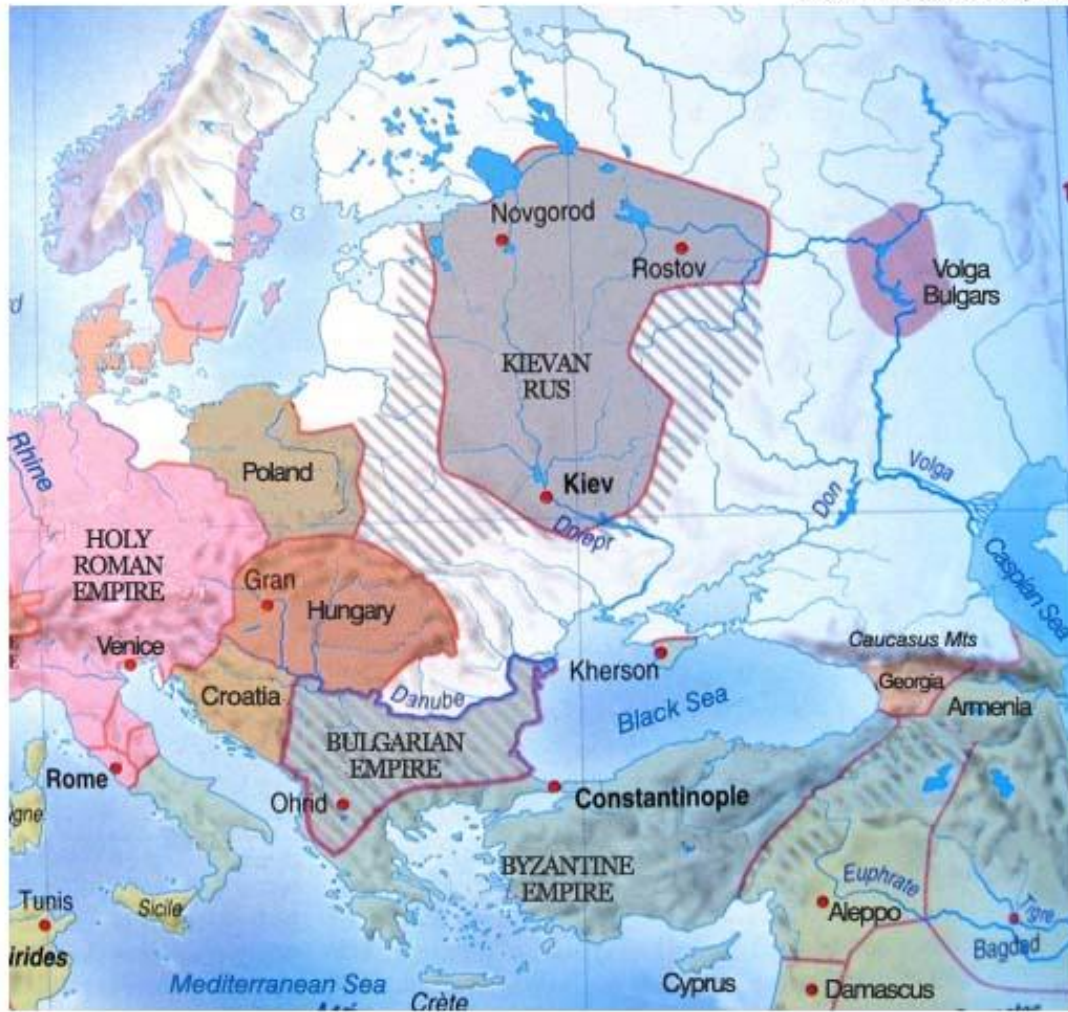 Novgorod
Rostov
Volga
Bulgars
KIEVAN
RUS
Rhine
Poland
Kiev
Volga
Don
Dniepr
HOLY
ROMAN
EMPIRE
Gran
Hungary
Caspian Sea
Venice
Caucasus Mts
Kherson
Croatia
Danube
Georgia
Black Sea
Armenia
BULGARIAN
EMPIRE
Rome
Ohrid
Constantinople
BYZANTINE
EMPIRE
Euphrate
Tunis
Sicile
Aleppo
Tigre
irides
Bagdad
Mediterranean Sea
Crète
Cyprus
Damascus